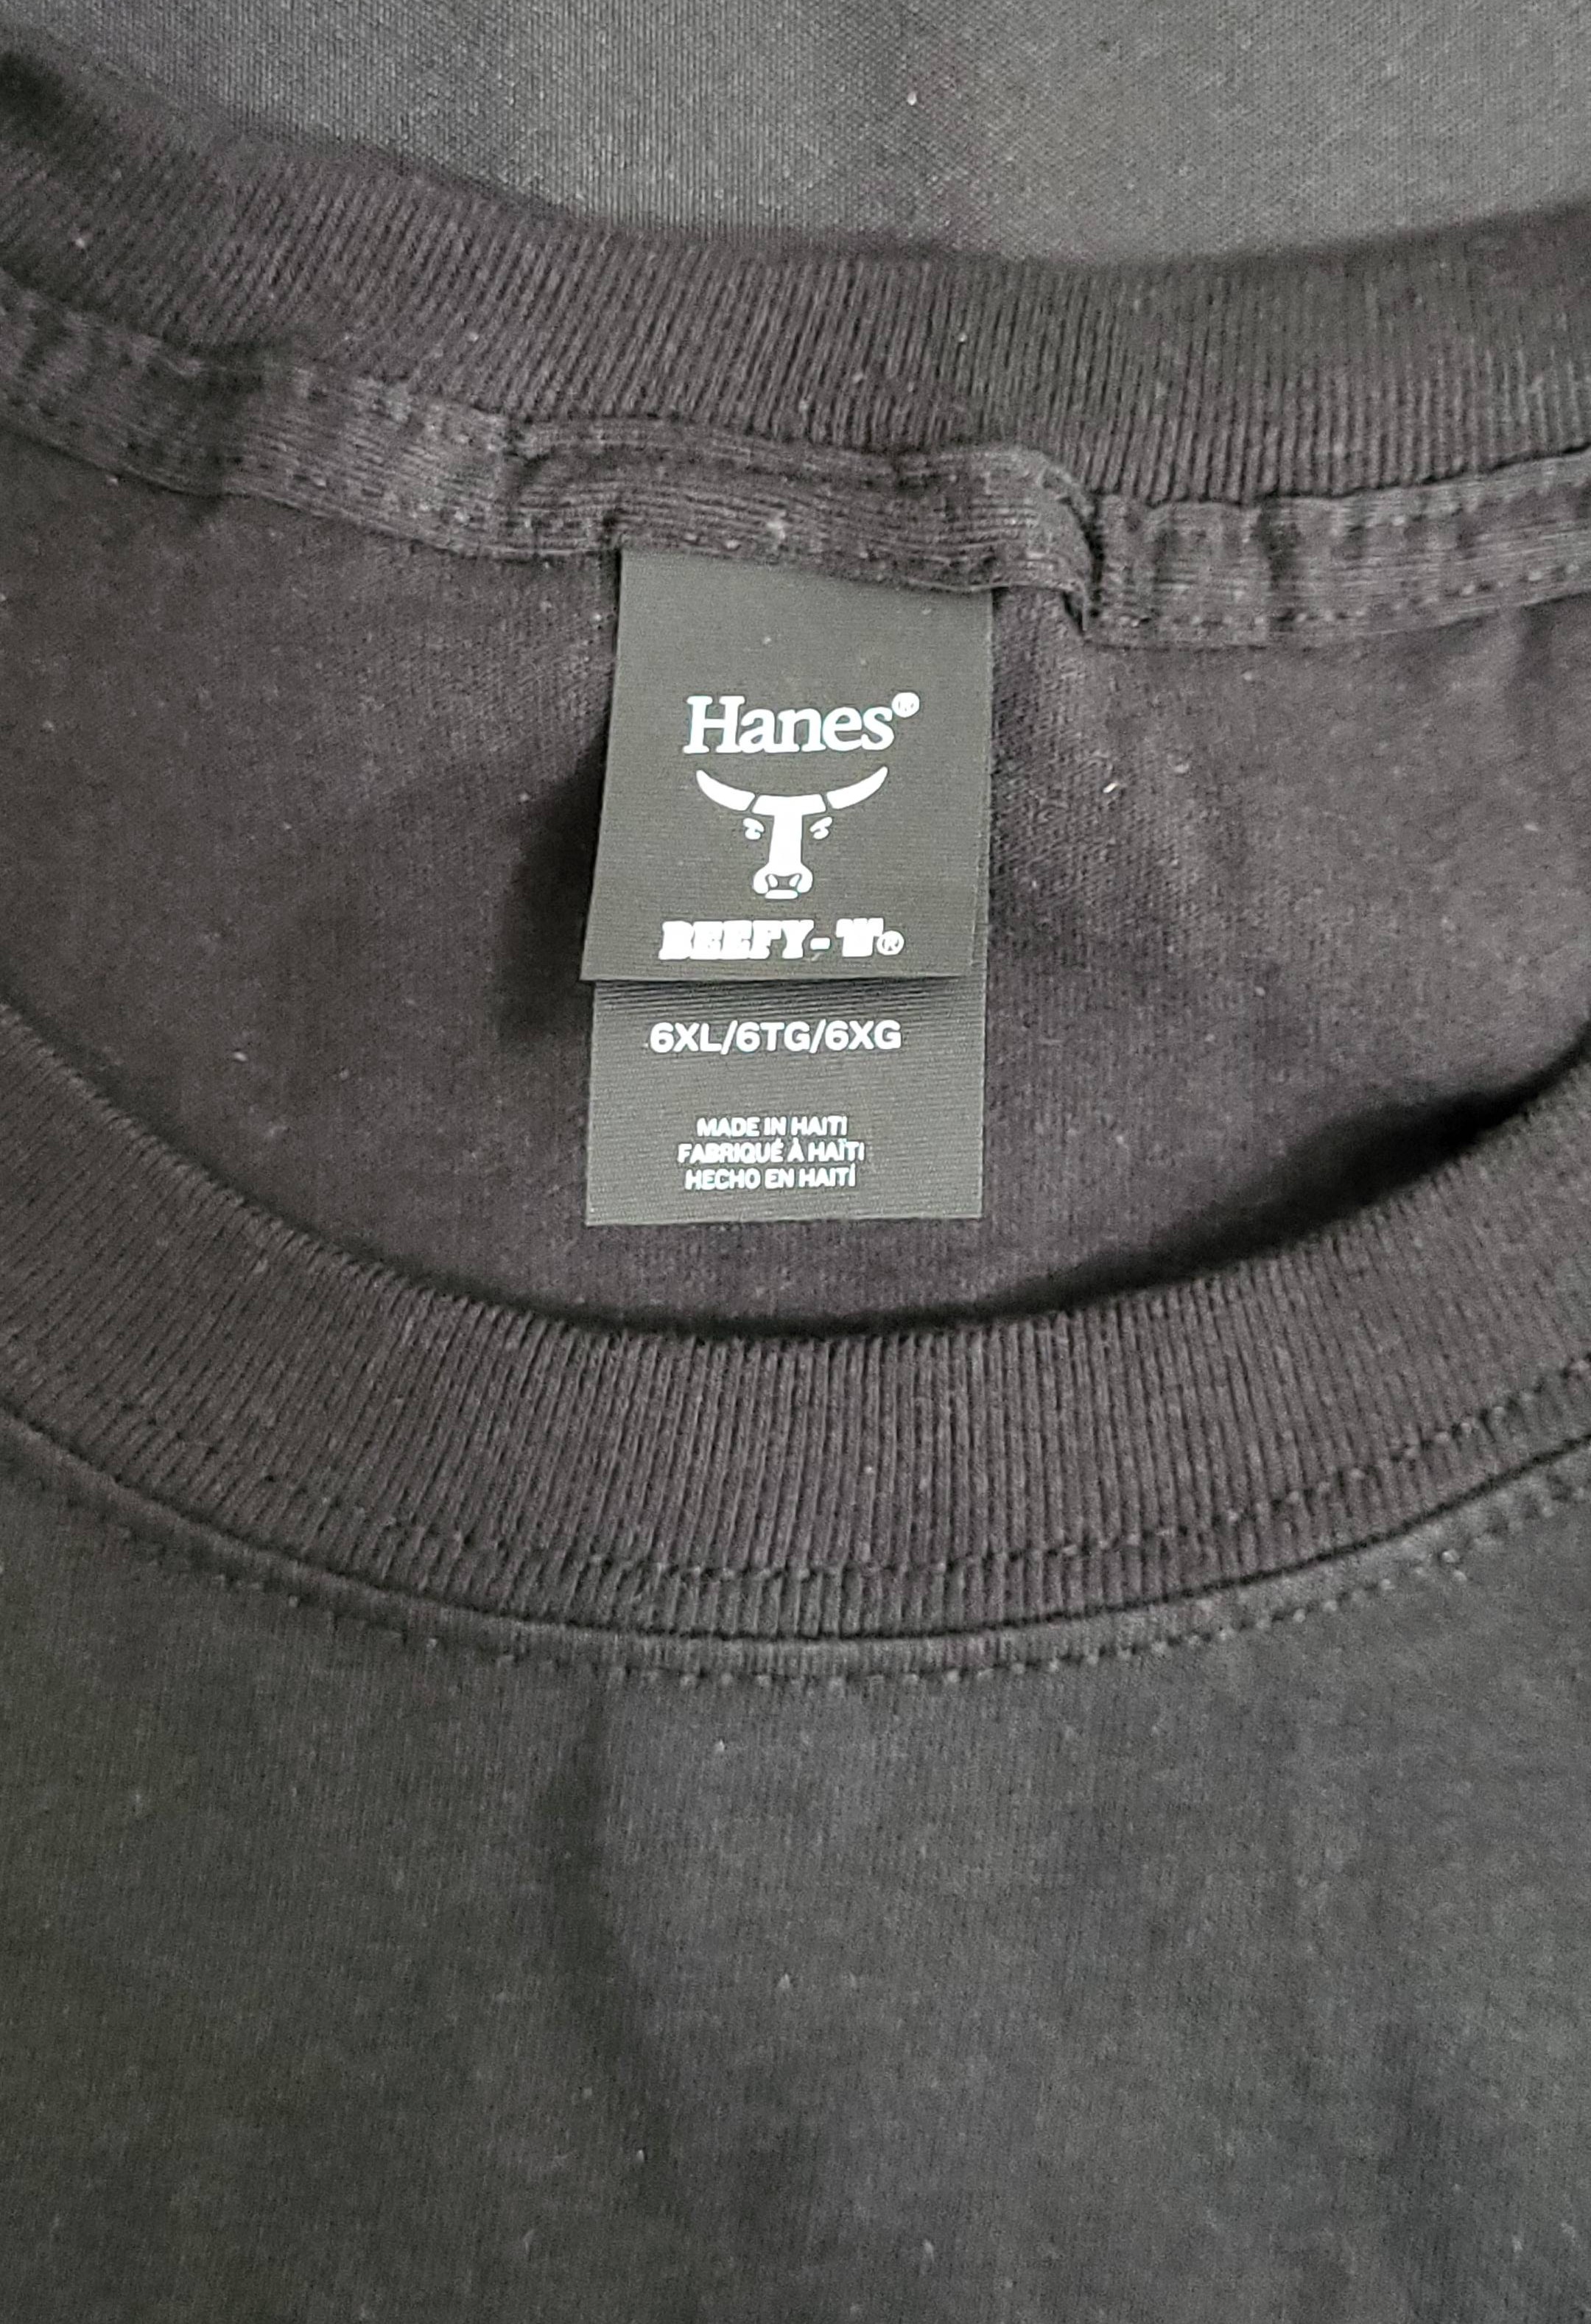 Hanes®
BEEFY-"T"®
6XL/6TG/6XG
MADE IN HAITI
FABRIQUÉ À HAÏTI
HECHO EN HAITÍ